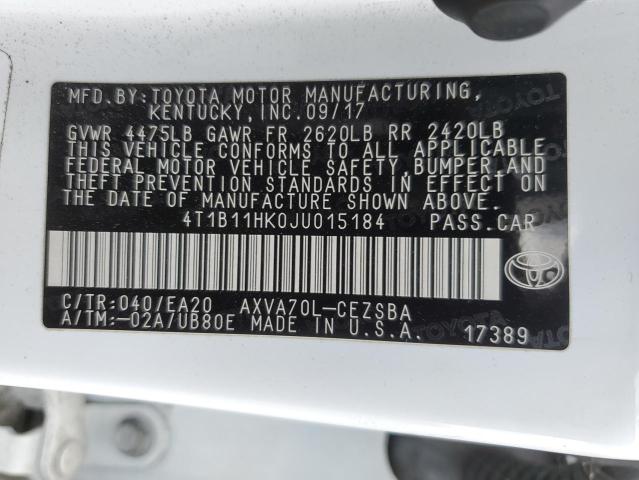 MFD.BY:TOYOTA MOTOR MANUFACTURING,
KENTUCKY, INC.09/17
GVWR 4475LB GAWR FR 2620LB RR 2420LB
THIS VEHICLE CONFORMS TO ALL APPLICABLE
FEDERAL MOTOR VEHICLE SAFETY, BUMPER, AND
THEFT PREVENTION STANDARDS IN EFFECT ON
THE DATE OF MANUFACTURE SHOWN ABOVE.
4T1B11HK0JU015184 PASS.CAR
C/TR:040/EA20 AXVA70L-CEZSBA
A/TM:-02A/UB80E MADE IN U.S.A. 17389
TOYOTA